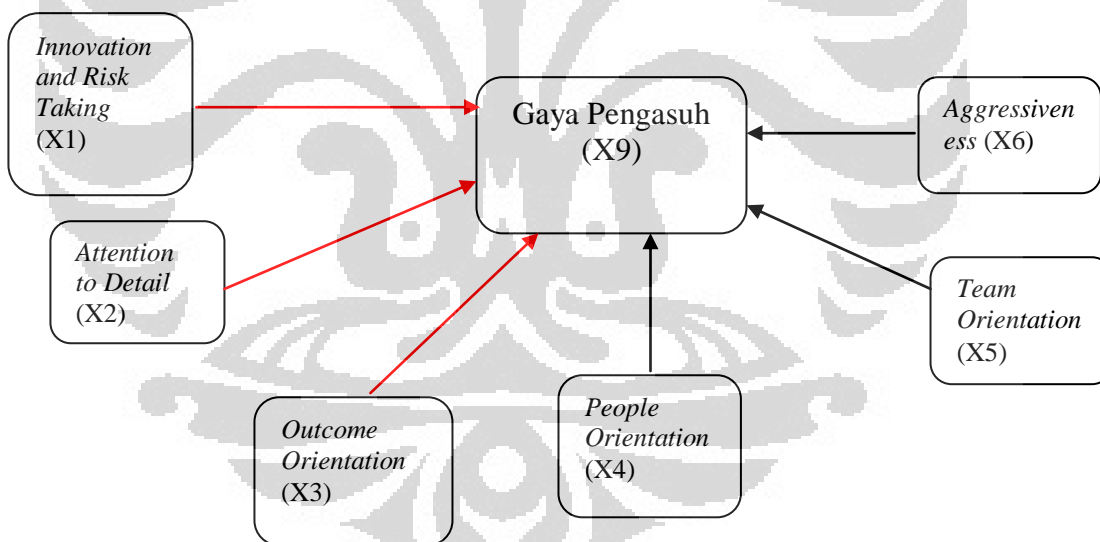 Innovation
and Risk
Taking
(X1)
Gaya Pengasuh
(X9)
Aggressiven
ess (X6)
Attention
to Detail
(X2)
Team
Orientation
(X5)
Outcome
Orientation
(X3)
People
Orientation
(X4)